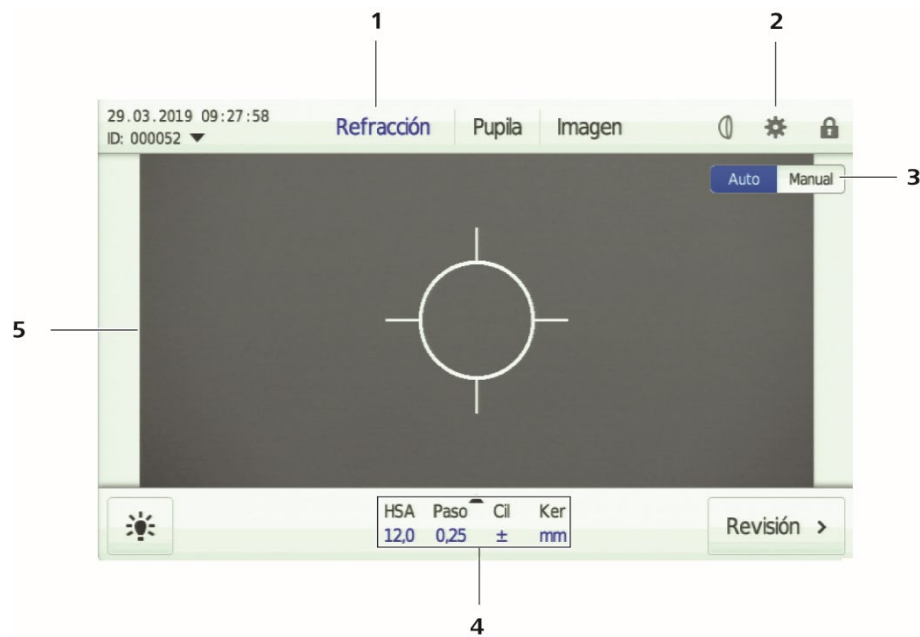 1
2
29.03.2019 09:27:58
ID: 000052
Refracción Pupila Imagen
Auto Manual
3
5
HSA Paso Cil Ker
12,0 0,25 ± mm
Revisión >
4